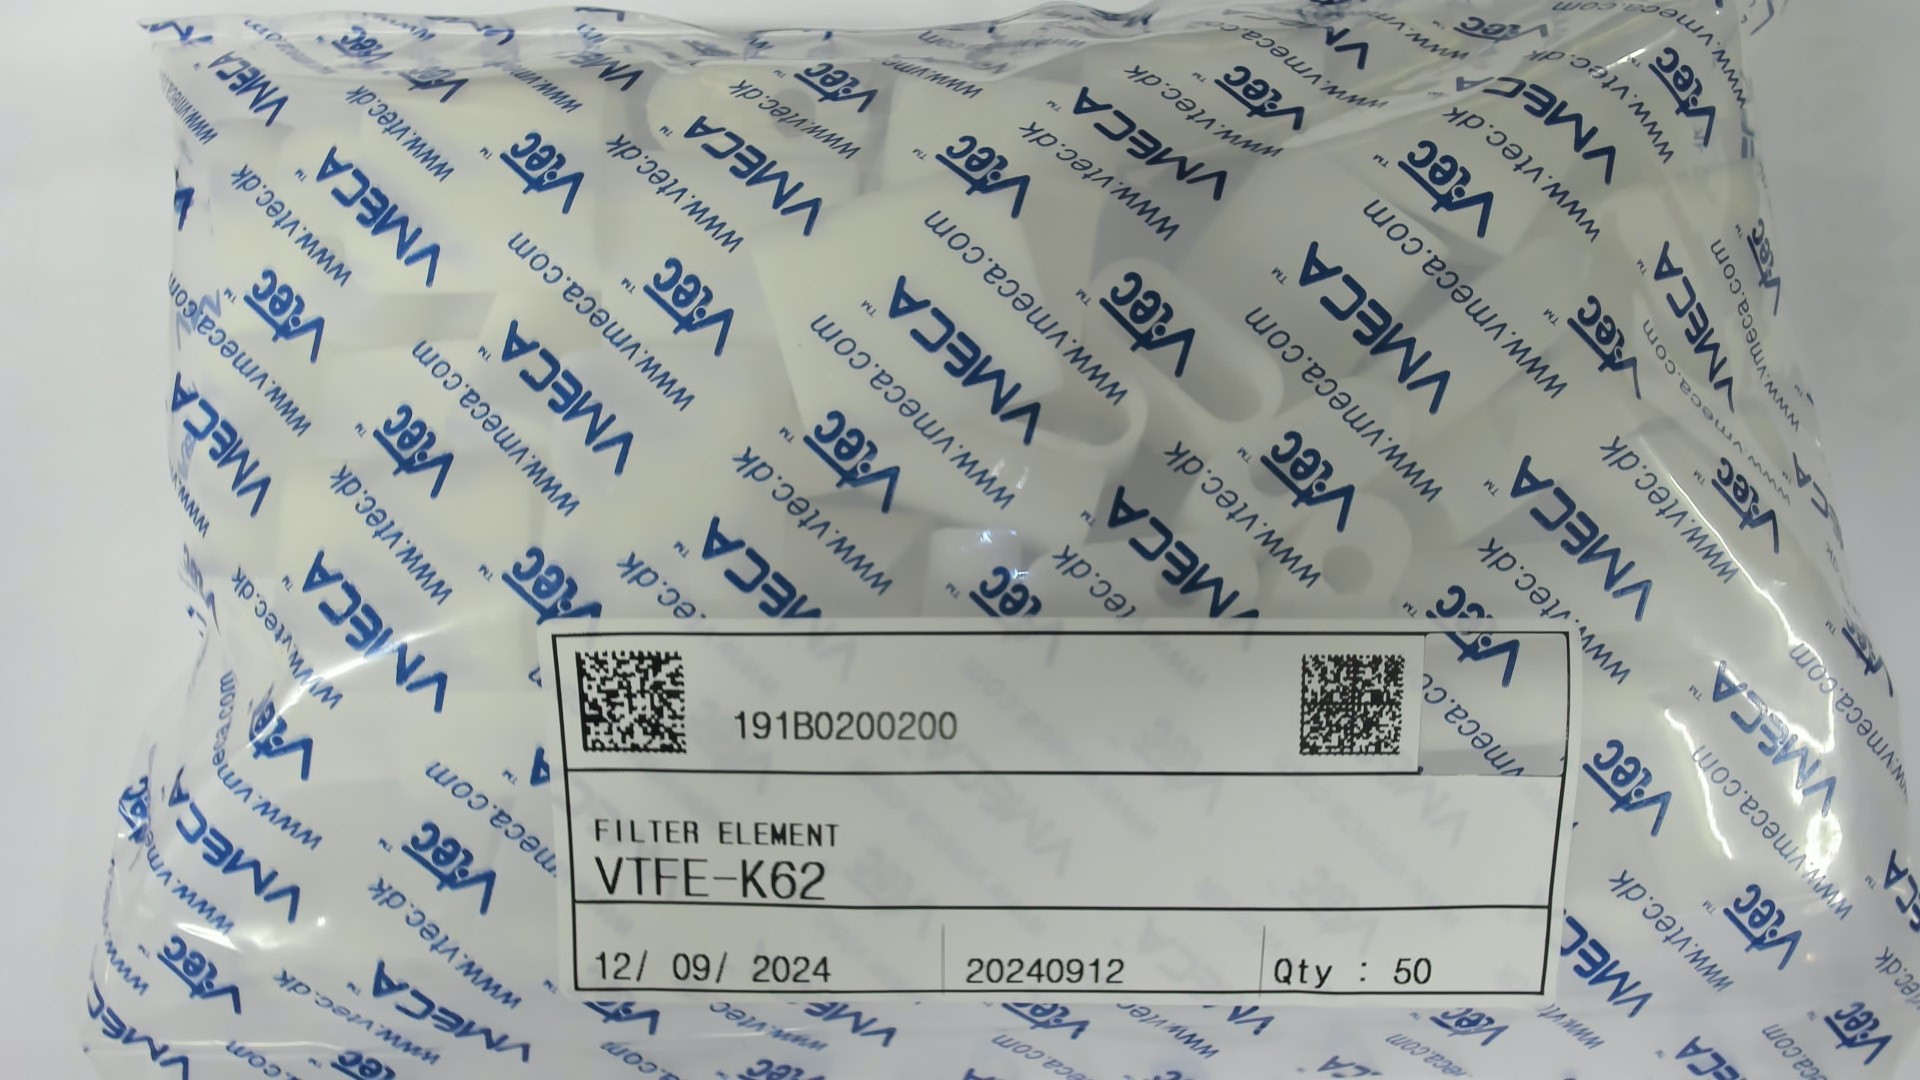 VMECA
www.vmeca.com
Vtec
www.vtec.dk
191B0200200
FILTER ELEMENT
VTFE-K62
12/ 09/ 2024
20240912
Qty : 50